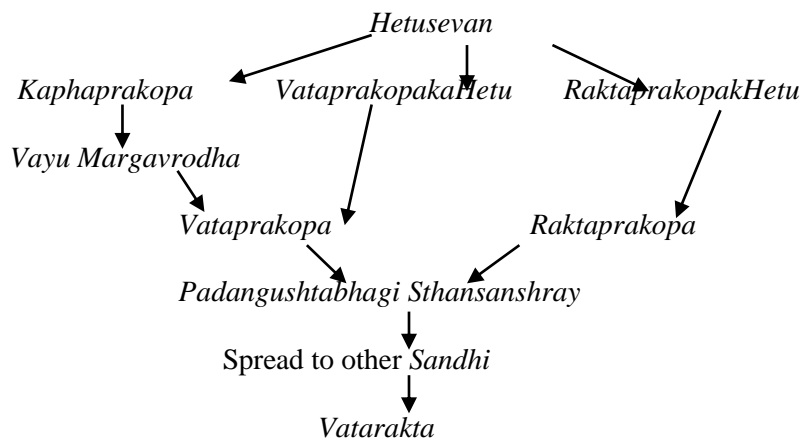 Hetusevan
Kaphaprakopa VataprakopakaHetu RaktaprakopakHetu
Vayu Margavrodha
Vataprakopa Raktaprakopa
Padangushtabhagi Sthansanshray
Spread to other Sandhi
Vatarakta